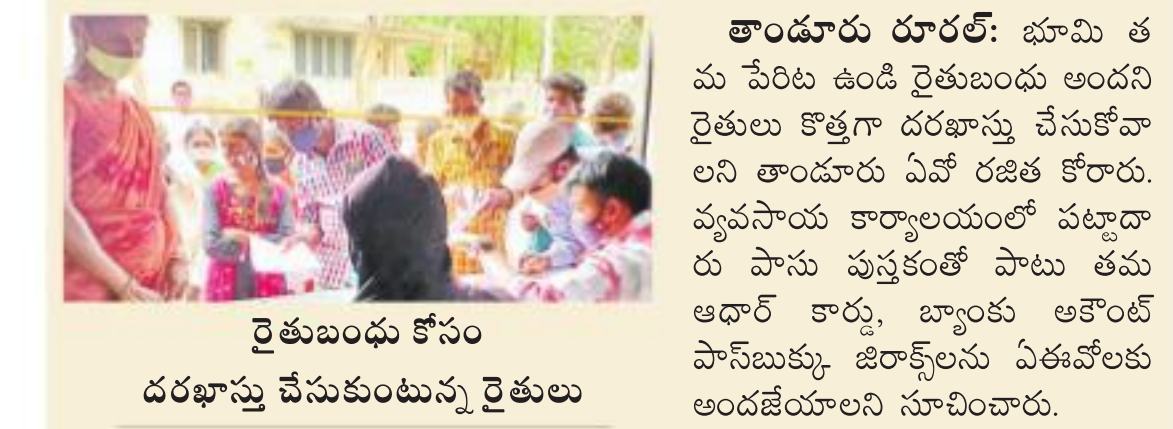 రైతుబంధు కోసం
దరఖాస్తు చేసుకుంటున్న రైతులు
తాండూరు రూరల్: భూమి త
మ పేరిట ఉండి రైతుబంధు అందని
రైతులు కొత్తగా దరఖాస్తు చేసుకోవా
లని తాండూరు ఏవో రజిత కోరారు.
వ్యవసాయ కార్యాలయంలో పట్టాదా
రు పాసు పుస్తకంతో పాటు తమ
ఆధార్ కార్డు, బ్యాంకు అకౌంట్
పాస్‌బుక్కు జిరాక్స్‌లను ఏఈవోలకు
అందజేయాలని సూచించారు.